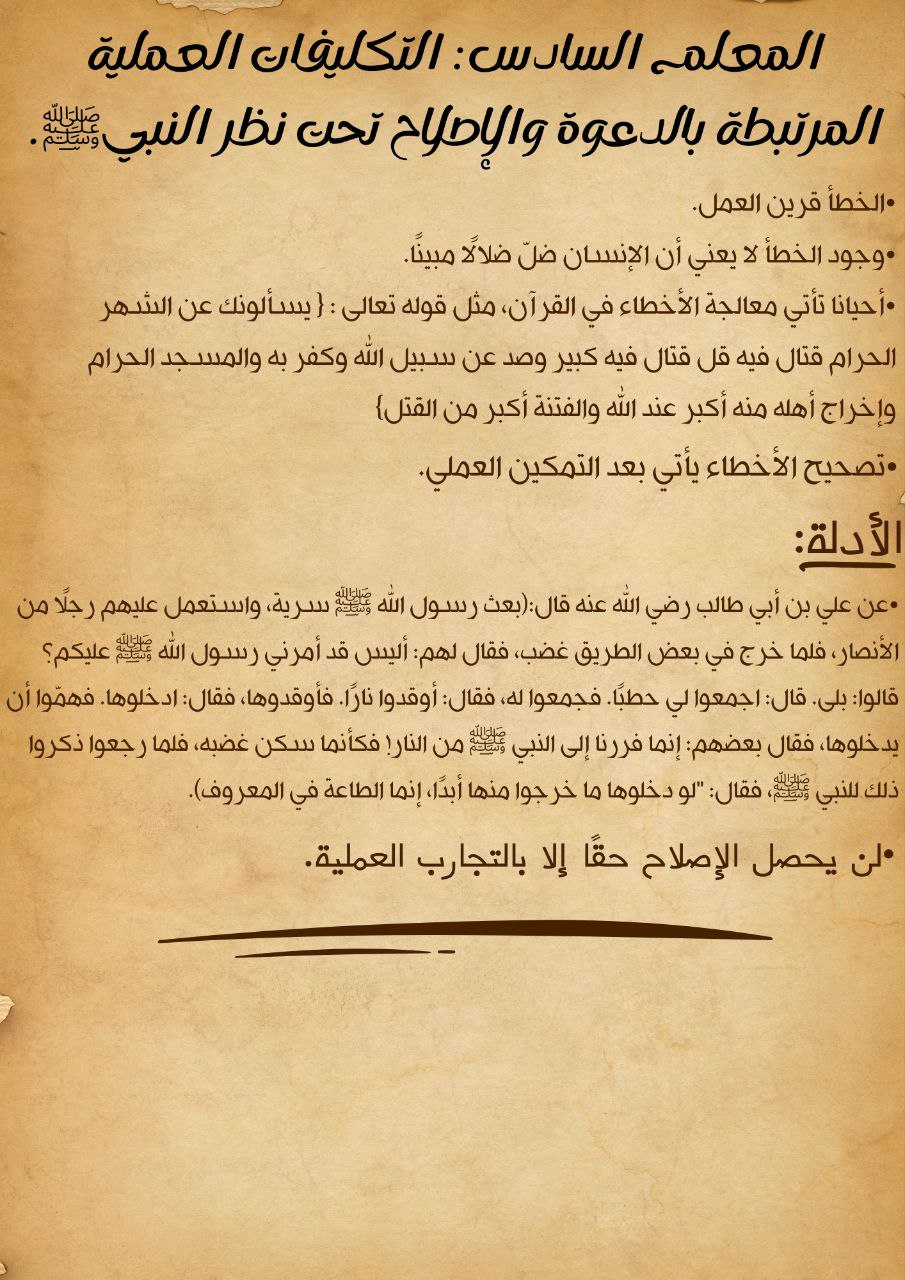 المعلم السادس: التكليفات العملية
المرتبطة بالدعوة والإصلاح تحت نظر النبيﷺ.
•الخطأ قرين العمل.
•وجود الخطأ لا يعني أن الإنسان ضلّ ضلالًا مبينًا.
•أحيانا تأتي معالجة الأخطاء في القرآن، مثل قوله تعالى : { يسألونك عن الشهر
الحرام قتال فيه قل قتال فيه كبير وصد عن سبيل الله وكفر به والمسجد الحرام
وإخراج أهله منه أكبر عند الله والفتنة أكبر من القتل}
•تصحيح الأخطاء يأتي بعد التمكين العملي.
الأدلة:
•عن علي بن أبي طالب رضي الله عنه قال:(بعث رسول الله ﷺ سرية، واستعمل عليهم رجلًا من
الأنصار، فلما خرج في بعض الطريق غضب، فقال لهم: أليس قد أمرني رسول الله ﷺ عليكم؟
قالوا: بلى. قال: اجمعوا لي حطبًا. فجمعوا له، فقال: أوقدوا نارًا. فأوقدوها، فقال: ادخلوها. فهمّوا أن
يدخلوها، فقال بعضهم: إنما فررنا إلى النبي ﷺ من النار! فكأنما سكن غضبه، فلما رجعوا ذكروا
ذلك للنبي ﷺ، فقال: "لو دخلوها ما خرجوا منها أبدًا، إنما الطاعة في المعروف).
•لن يحصل الإصلاح حقًا إلا بالتجارب العملية.